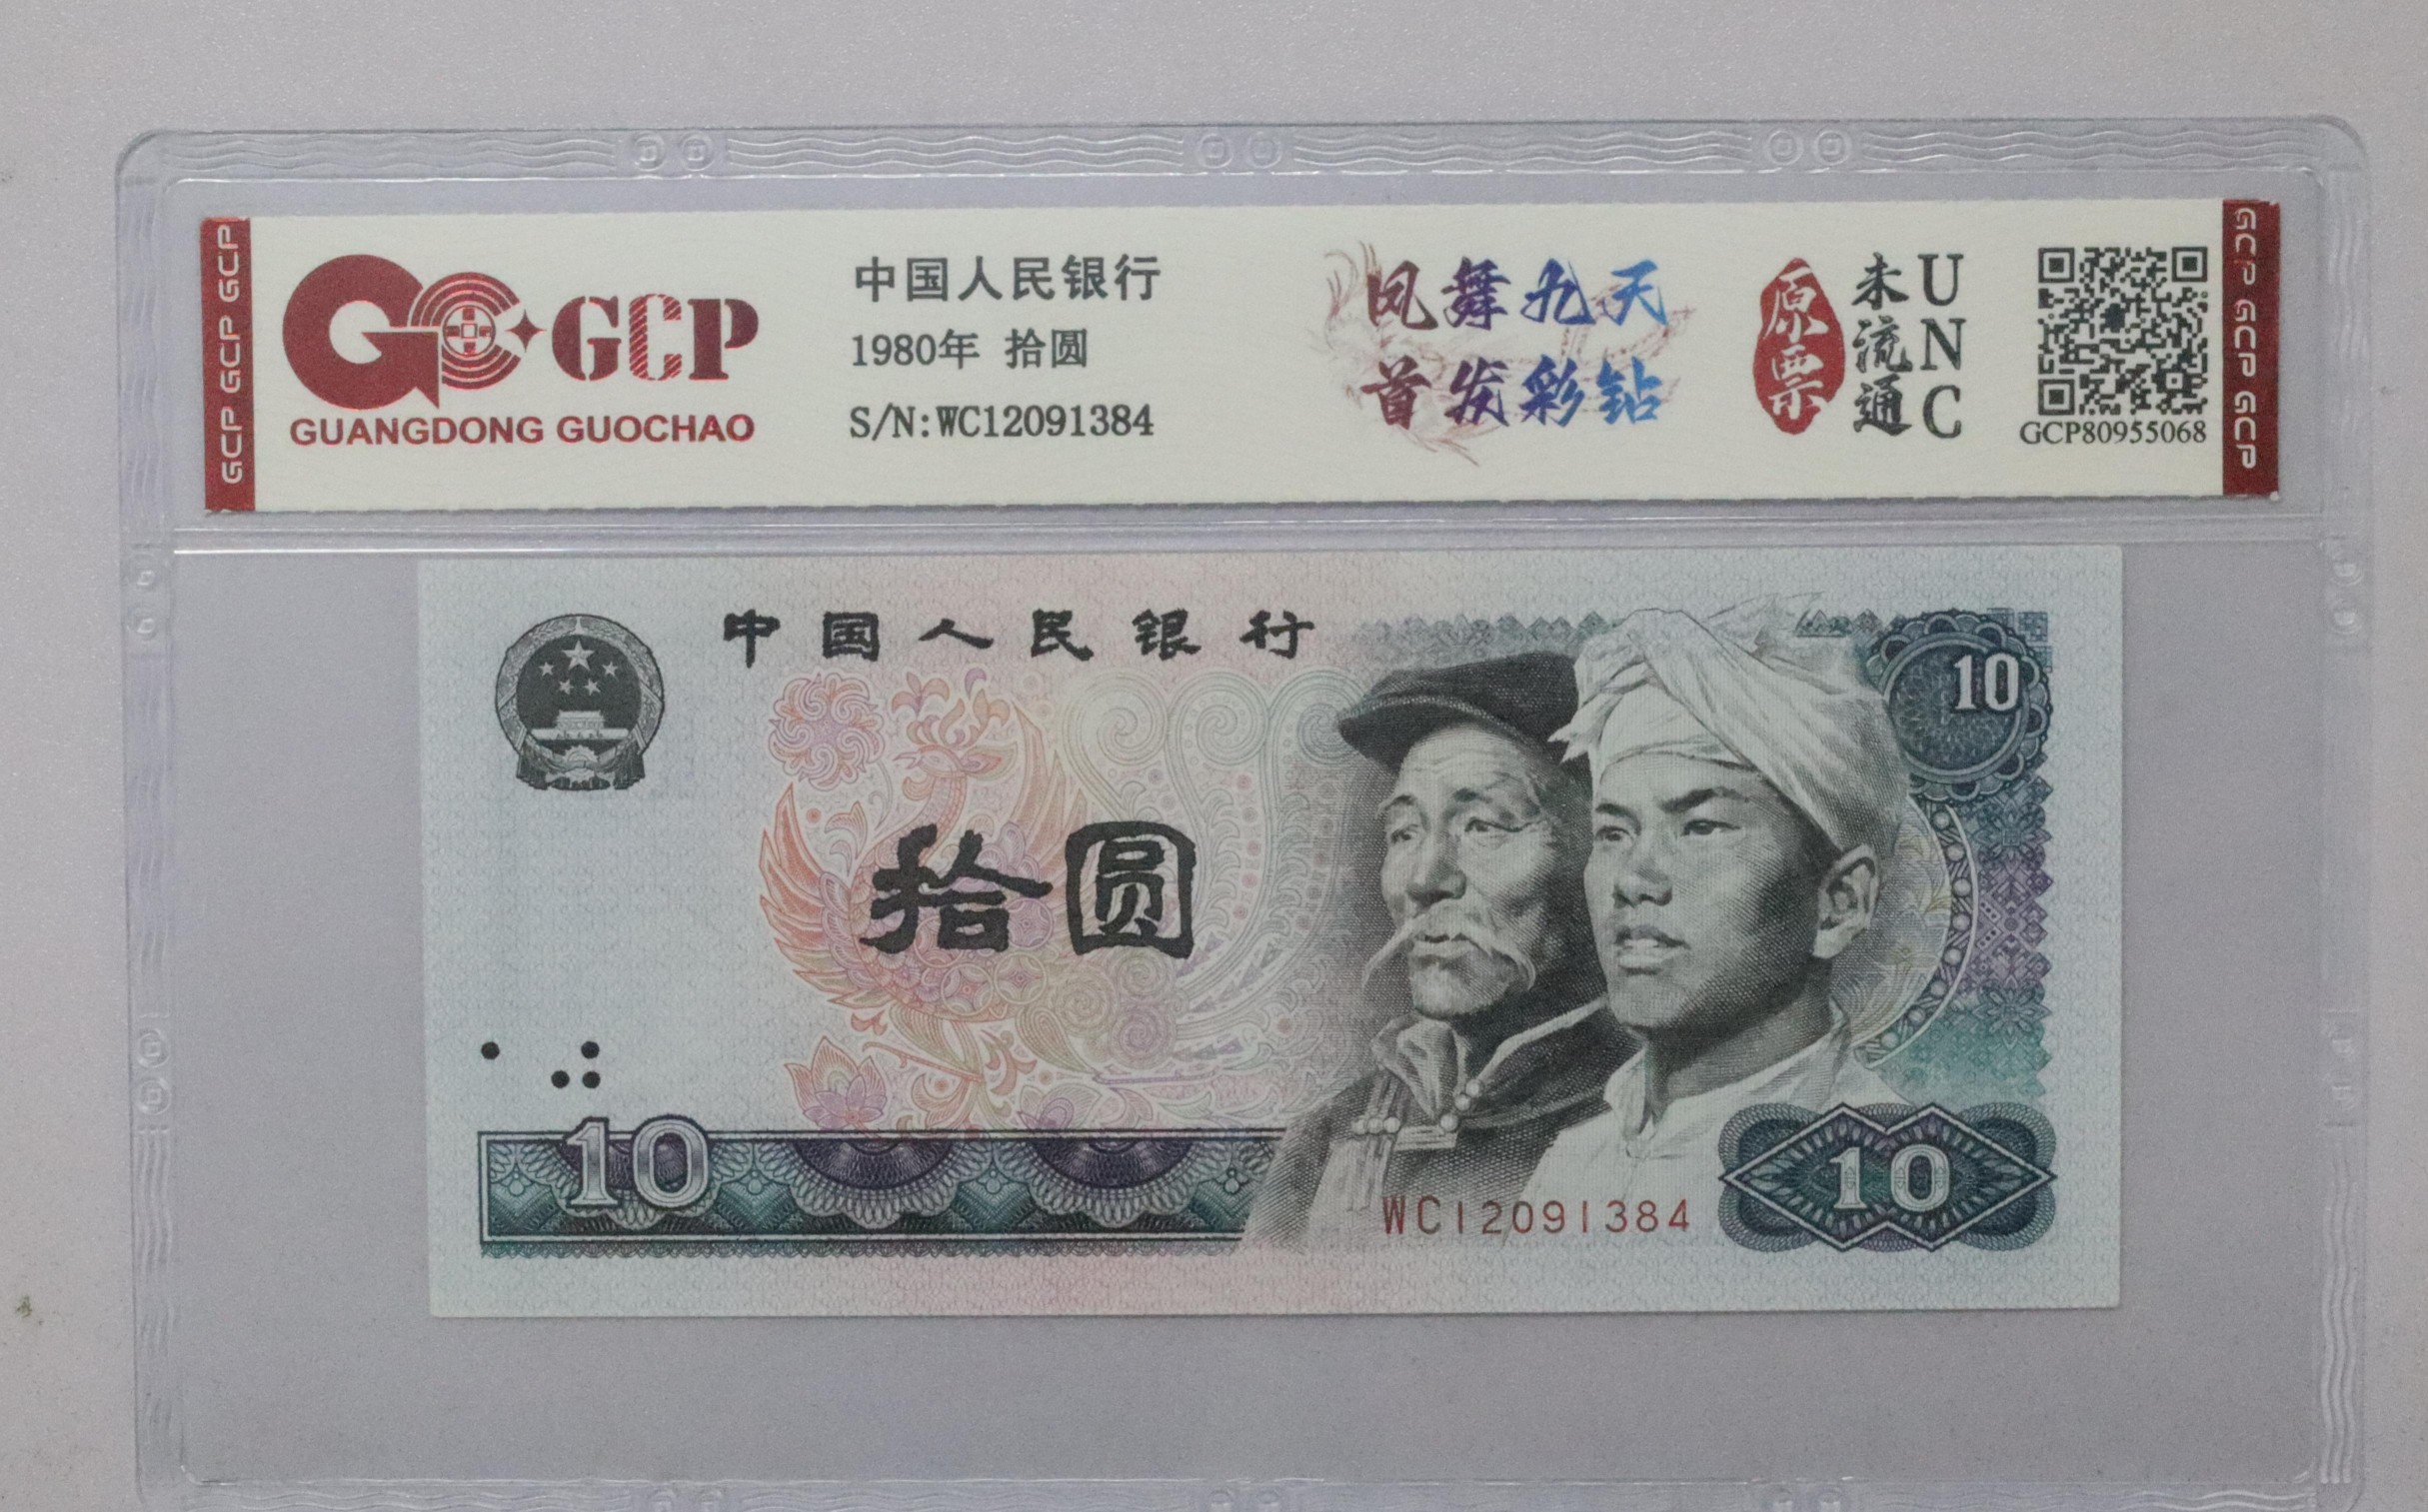 GCP GCP GCP
GCP
GUANGDONG GUOCHAO
中国人民银行
1980年 拾圆
S/N:WC12091384
凤舞九天
首发彩钻
原票
未流通
UNC
GCP80955068
GCP GCP GCP
中国人民银行
10
拾圆
10
WC12091384
10